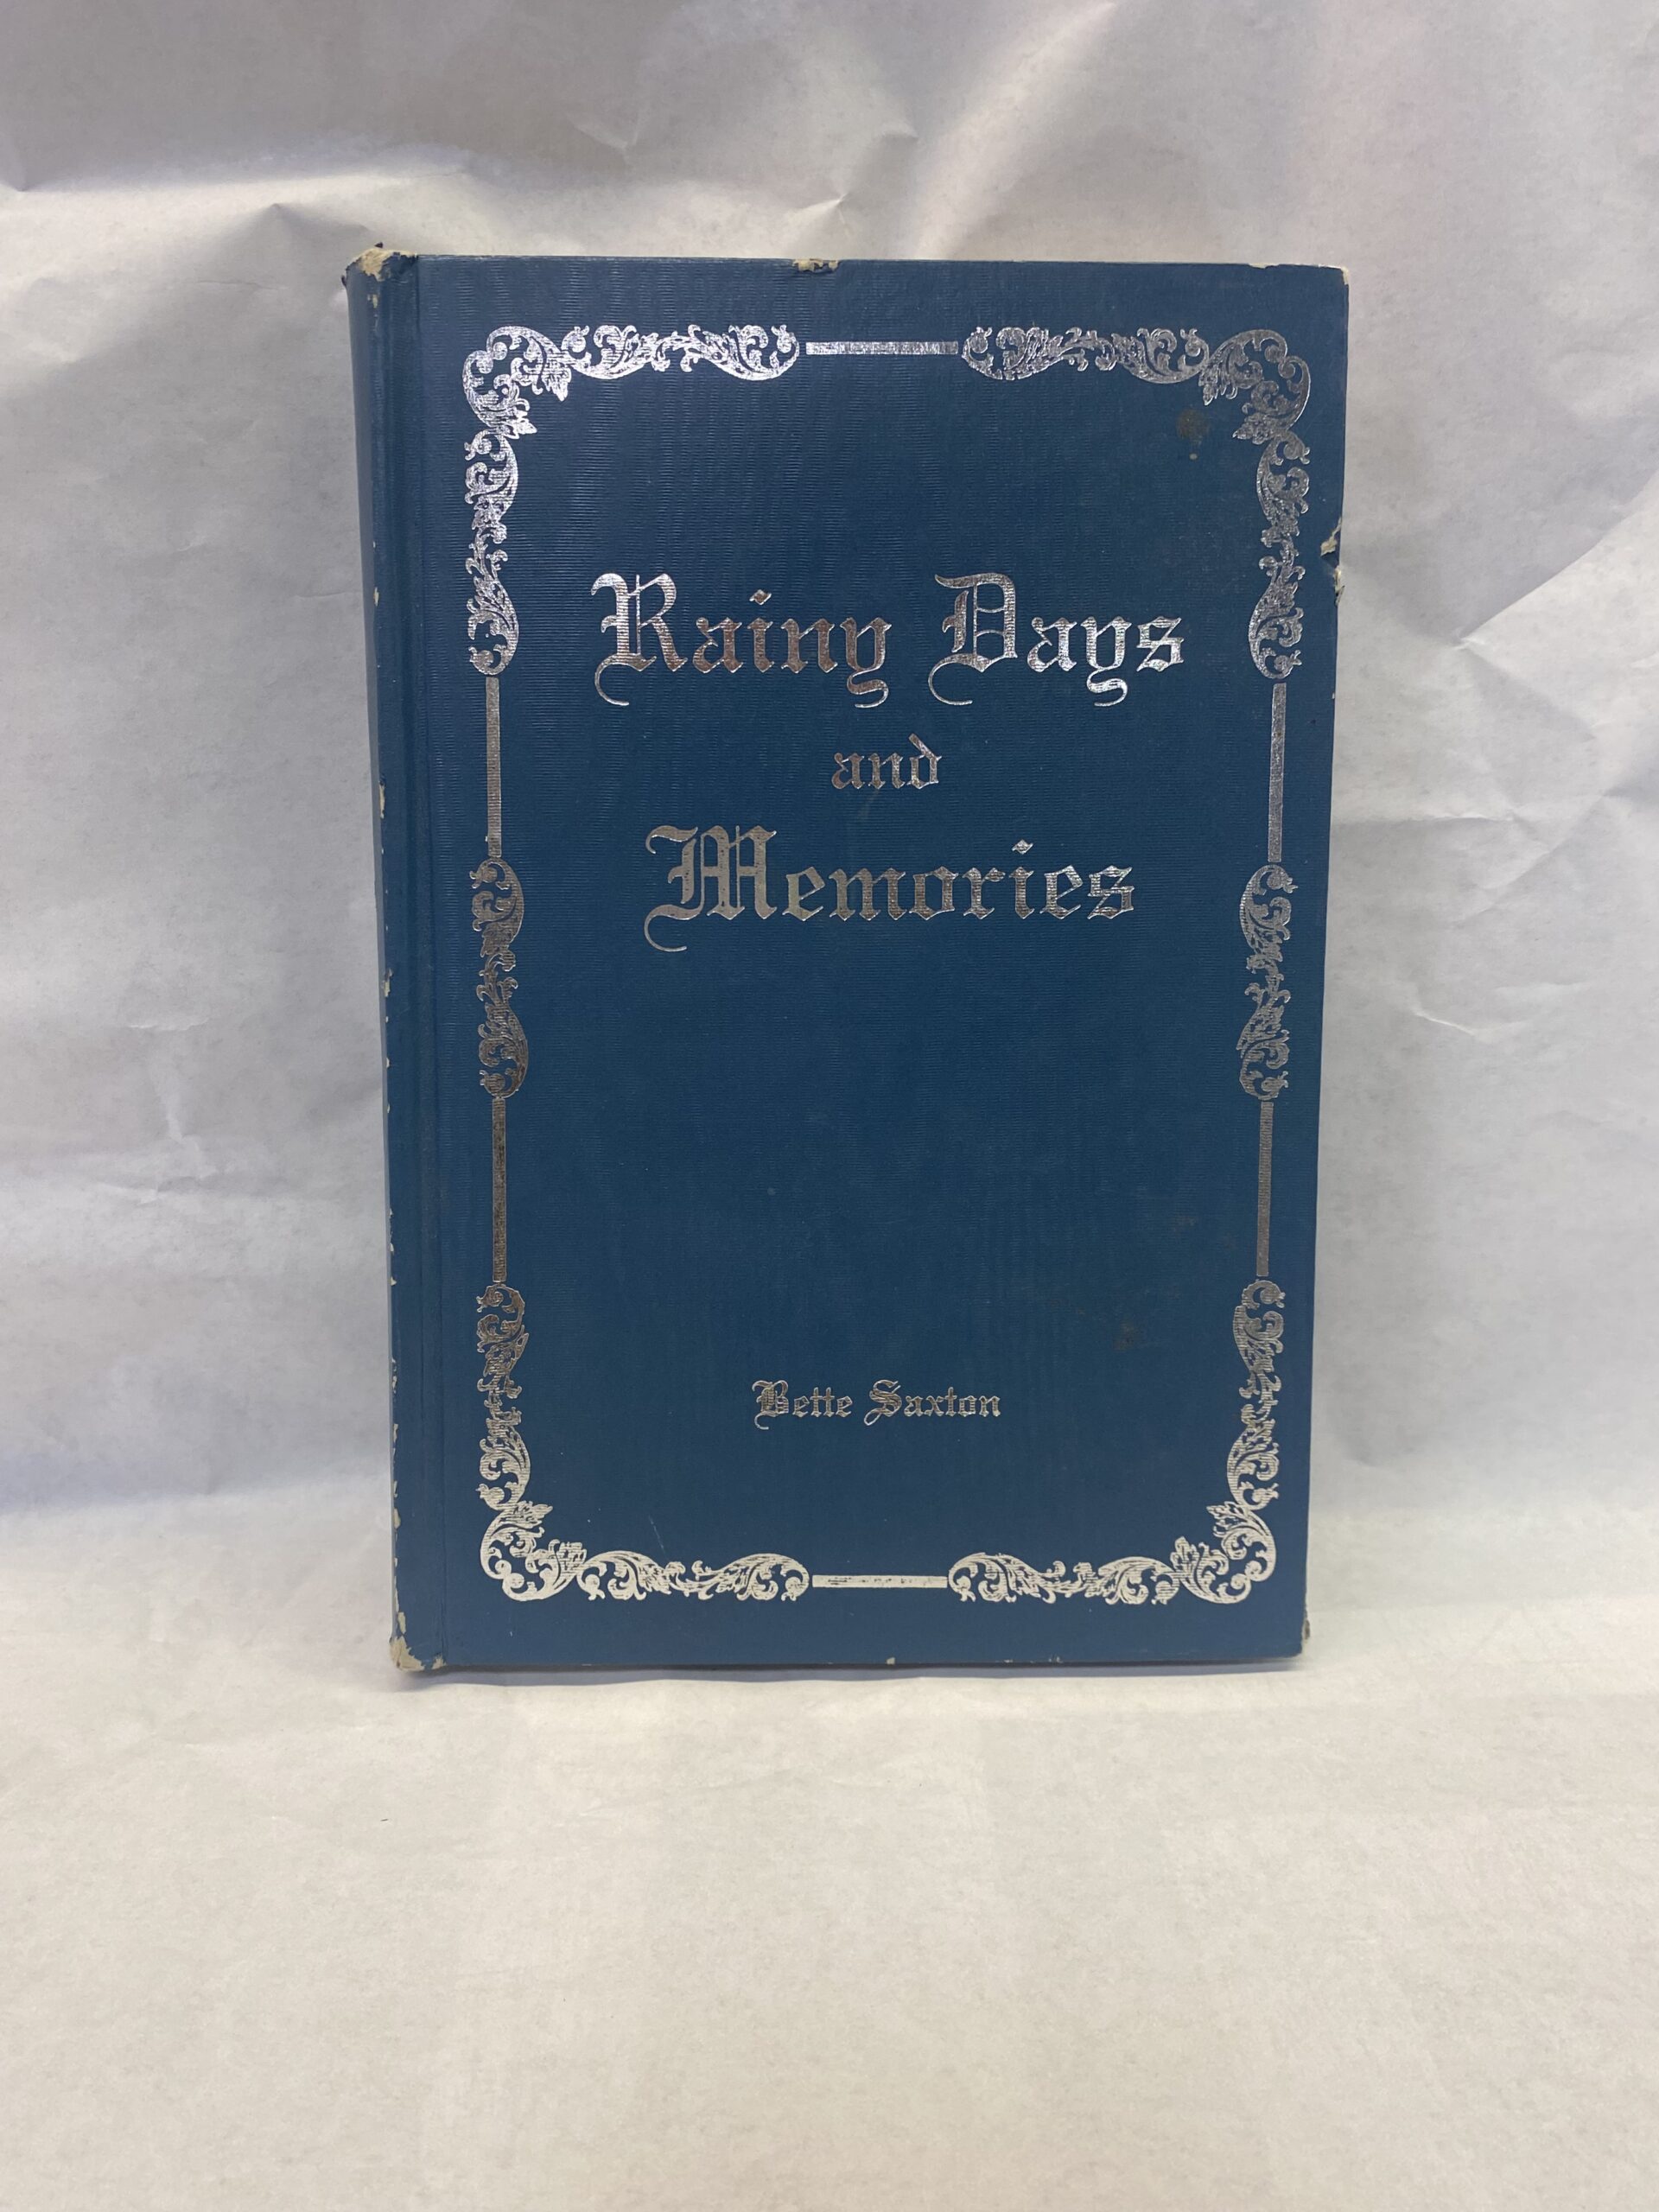 Rainy Days
and
Memories
Bette Saxton